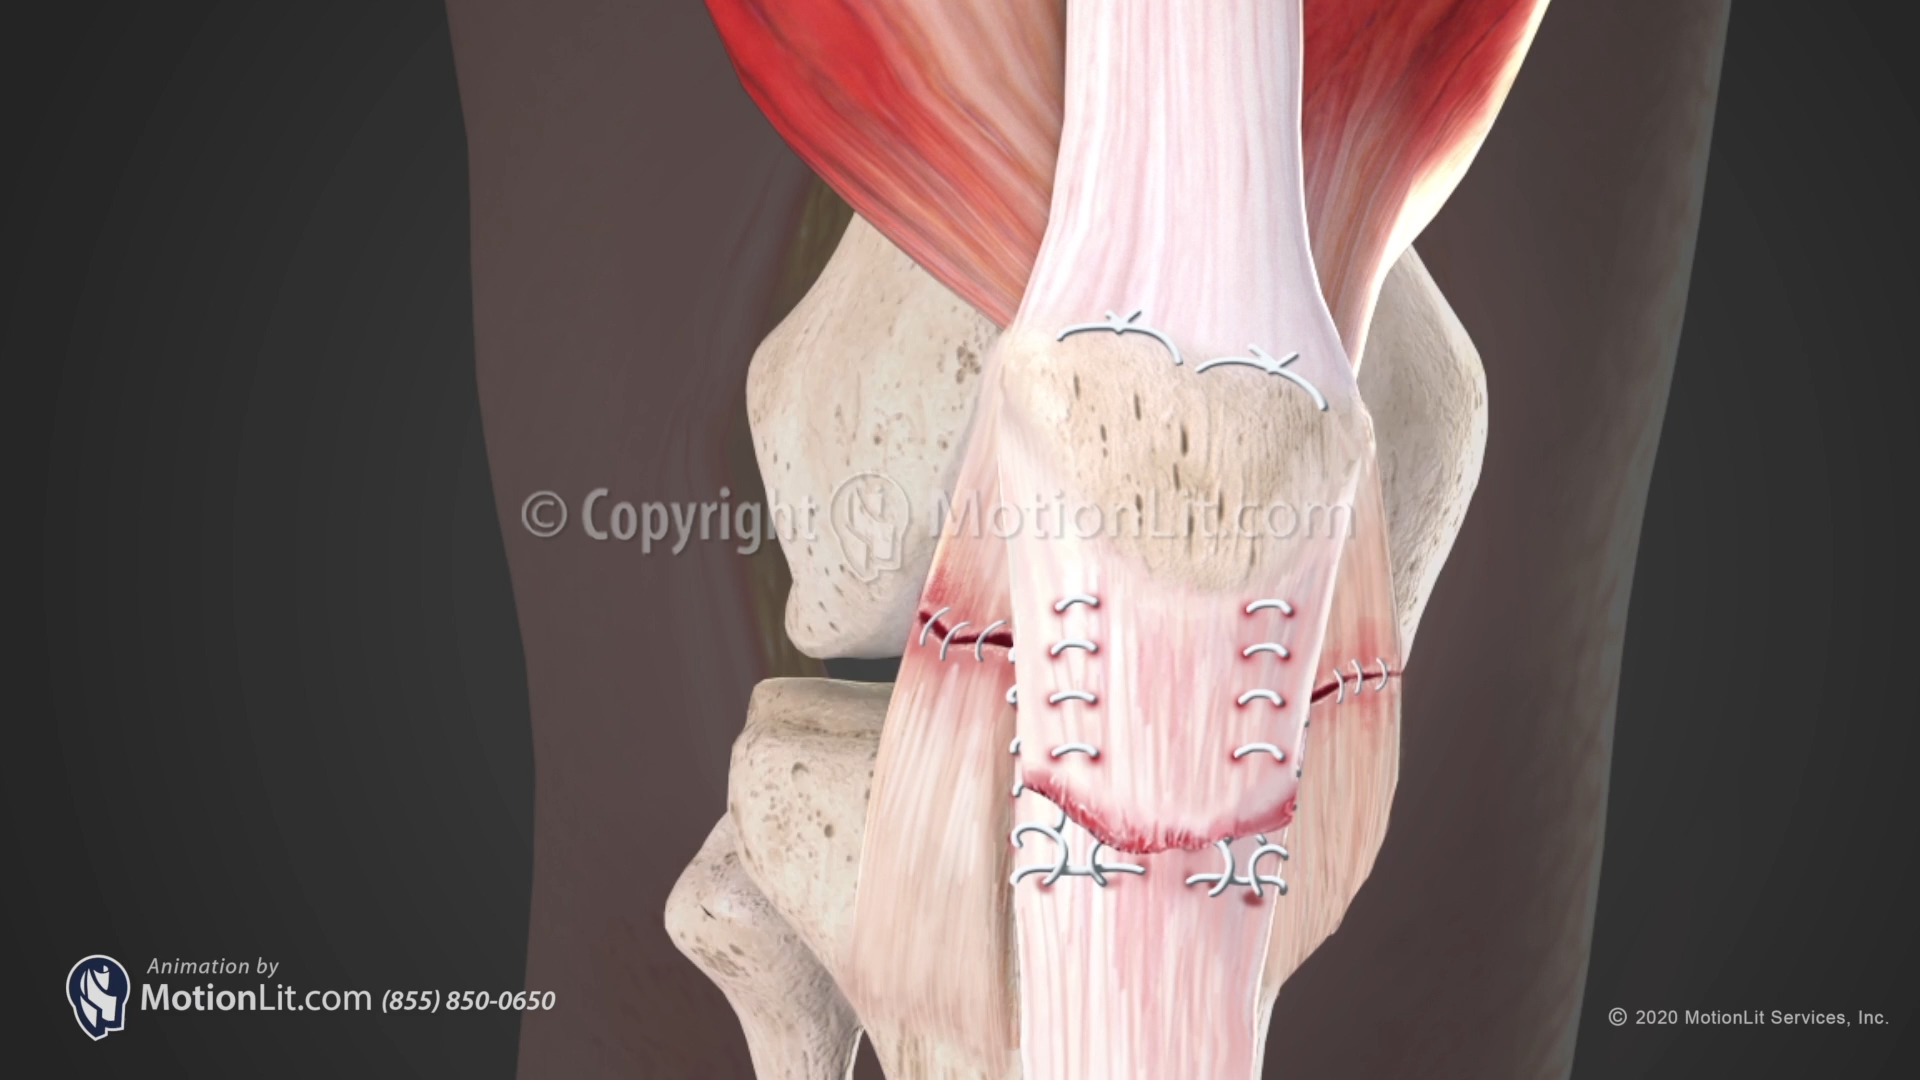 © Copyright MotionLit.com
Animation by
MotionLit.com (855) 850-0650
© 2020 MotionLit Services, Inc.